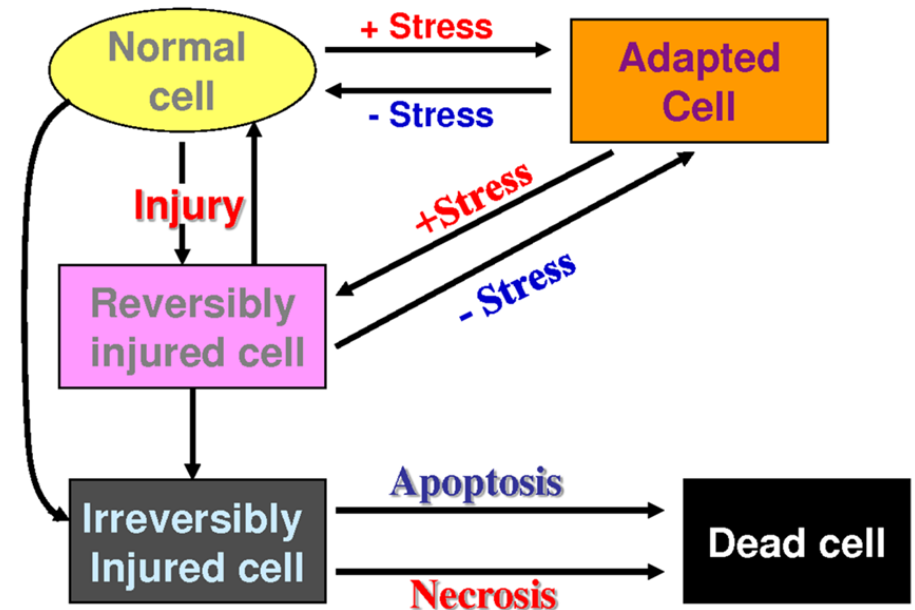 Normal
cell
+ Stress
- Stress
Adapted
Cell
Injury
+Stress
- Stress
Reversibly
injured cell
Irreversibly
Injured cell
Apoptosis
Necrosis
Dead cell